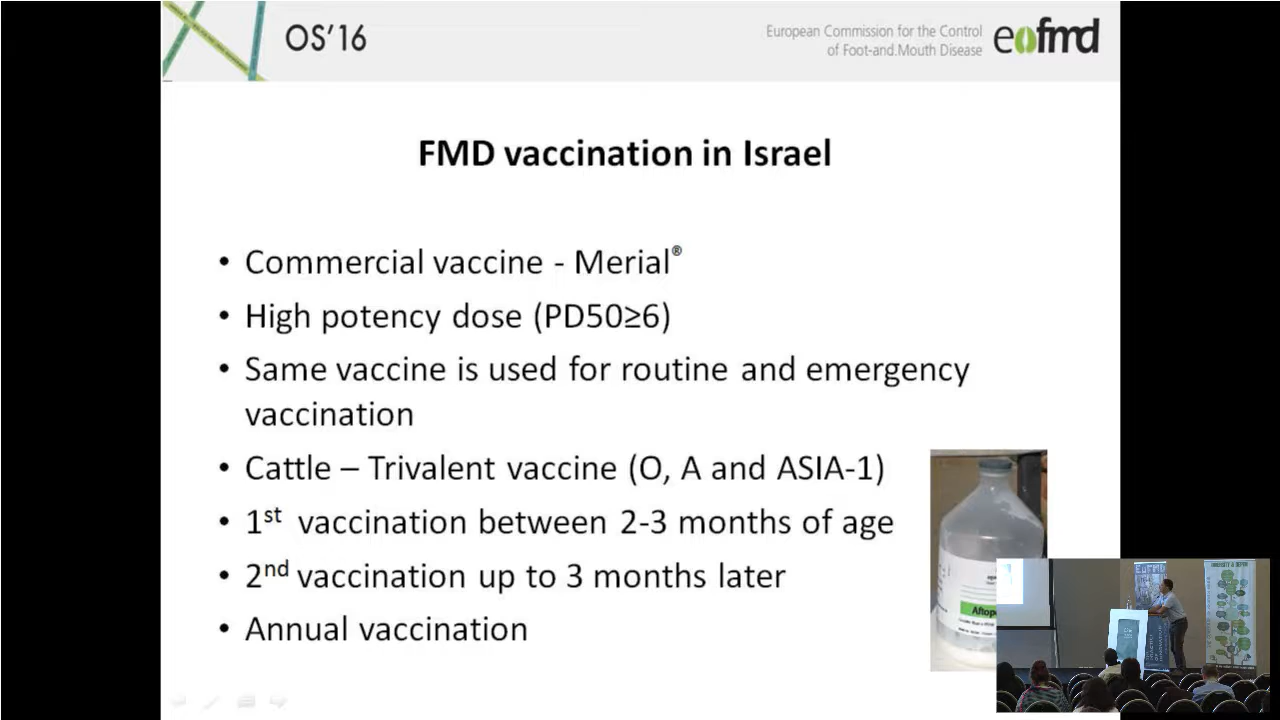 OS'16
European Commission for the Control
of Foot-and-Mouth Disease
eofmd
FMD vaccination in Israel
• Commercial vaccine - Merial®
• High potency dose (PD50≥6)
• Same vaccine is used for routine and emergency
vaccination
• Cattle – Trivalent vaccine (O, A and ASIA-1)
• 1st vaccination between 2-3 months of age
• 2nd vaccination up to 3 months later
• Annual vaccination